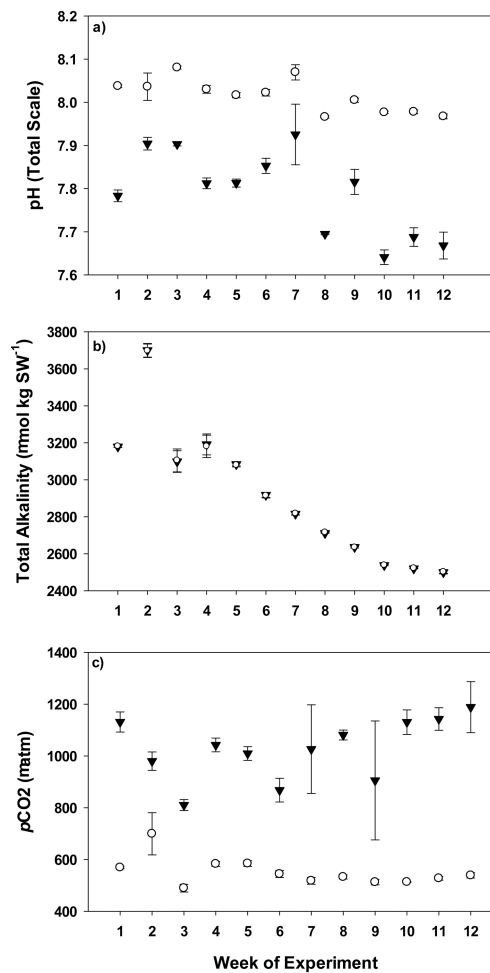 a)
pH (Total Scale)
8.2
8.1
8.0
7.9
7.8
7.7
7.6
1 2 3 4 5 6 7 8 9 10 11 12
b)
Total Alkalinity (mmol kg SW⁻¹)
3800
3600
3400
3200
3000
2800
2600
2400
1 2 3 4 5 6 7 8 9 10 11 12
c)
pCO2 (matm)
1400
1200
1000
800
600
400
1 2 3 4 5 6 7 8 9 10 11 12
Week of Experiment